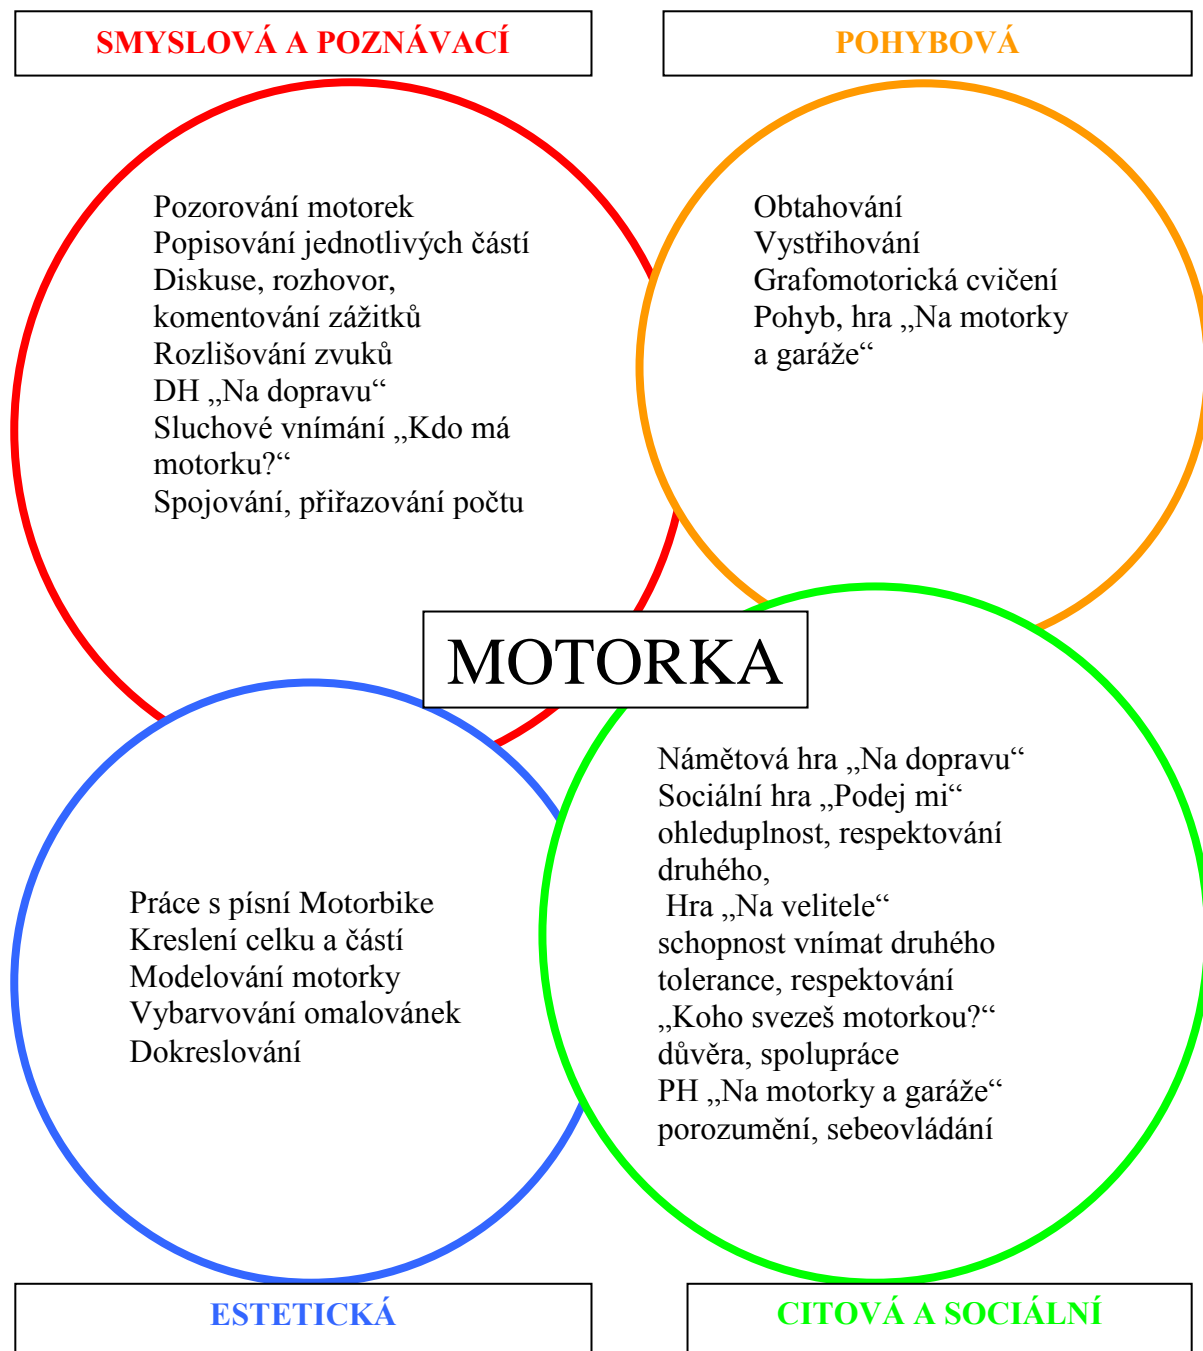 SMYSLOVÁ A POZNÁVACÍ
POHYBOVÁ
Pozorování motorek
Popisování jednotlivých částí
Diskuse, rozhovor,
komentování zážitků
Rozlišování zvuků
DH „Na dopravu“
Sluchové vnímání „Kdo má
motorku?“
Spojování, přiřazování počtu
Obtahování
Vystřihování
Grafomotorická cvičení
Pohyb, hra „Na motorky
a garáže“
MOTORKA
Práce s písní Motorbike
Kreslení celku a částí
Modelování motorky
Vybarvování omalovánek
Dokreslování
Námětová hra „Na dopravu“
Sociální hra „Podej mi“
ohleduplnost, respektování
druhého,
Hra „Na velitele“
schopnost vnímat druhého
tolerance, respektování
„Koho svezeš motorkou?“
důvěra, spolupráce
PH „Na motorky a garáže“
porozumění, sebeovládání
ESTETICKÁ
CITOVÁ A SOCIÁLNÍ